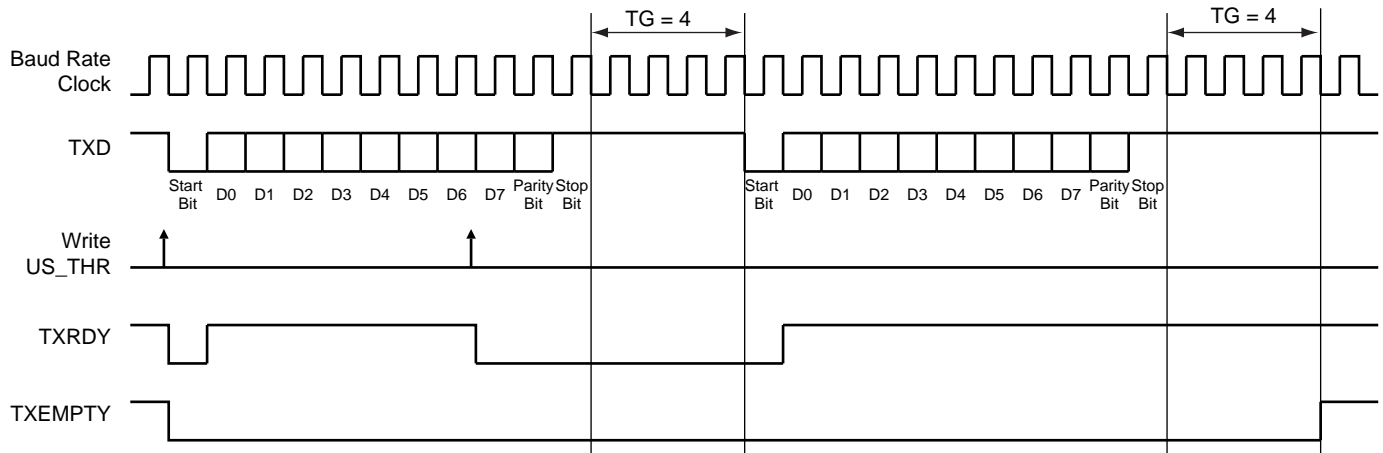 TG = 4
TG = 4
Baud Rate
Clock
TXD
Start
Bit
D0
D1
D2
D3
D4
D5
D6
D7
Parity
Bit
Stop
Bit
Start
Bit
D0
D1
D2
D3
D4
D5
D6
D7
Parity
Bit
Stop
Bit
Write
US_THR
TXRDY
TXEMPTY